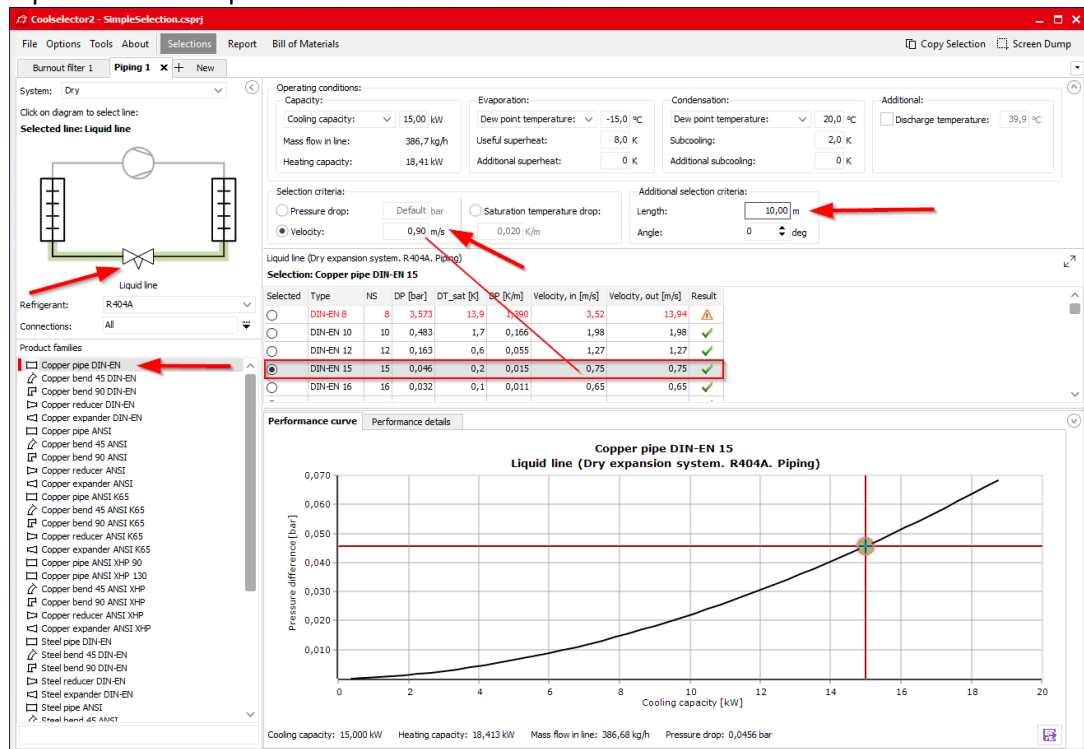 Coolselector2 - SimpleSelection.csprj
File Options Tools About Selections Report Bill of Materials Copy Selection Screen Dump
Burnout filter 1 Piping 1 × + New
System: Dry
Click on diagram to select line:
Selected line: Liquid line
Liquid line
Refrigerant: R404A
Connections: All
Product families
Copper pipe DIN-EN
Copper bend 45 DIN-EN
Copper bend 90 DIN-EN
Copper reducer DIN-EN
Copper expander DIN-EN
Copper pipe ANSI
Copper bend 45 ANSI
Copper bend 90 ANSI
Copper reducer ANSI
Copper expander ANSI
Copper pipe ANSI K65
Copper bend 45 ANSI K65
Copper bend 90 ANSI K65
Copper reducer ANSI K65
Copper expander ANSI K65
Copper pipe ANSI XHP 90
Copper pipe ANSI XHP 130
Copper bend 45 ANSI XHP
Copper bend 90 ANSI XHP
Copper reducer ANSI XHP
Copper expander ANSI XHP
Steel pipe DIN-EN
Steel bend 45 DIN-EN
Steel bend 90 DIN-EN
Steel reducer DIN-EN
Steel expander DIN-EN
Steel pipe ANSI
Steel bend 45 ANSI
Operating conditions:
Capacity: Evaporation: Condensation: Additional:
Cooling capacity: 15,00 kW Dew point temperature: -15,0 °C Dew point temperature: 20,0 °C Discharge temperature: 39,9 °C
Mass flow in line: 386,7 kg/h Useful superheat: 8,0 K Subcooling: 2,0 K
Heating capacity: 18,41 kW Additional superheat: 0 K Additional subcooling: 0 K
Selection criteria: Additional selection criteria:
Pressure drop: Default bar Saturation temperature drop: Length: 10,00 m
Velocity: 0,90 m/s 0,020 K/m Angle: 0 deg
Liquid line (Dry expansion system. R404A. Piping)
Selection: Copper pipe DIN-EN 15
Selected Type NS DP [bar] DT_sat [K] DP [K/m] Velocity, in [m/s] Velocity, out [m/s] Result
DIN-EN 8 8 3,573 13,9 1,390 3,52 13,94
DIN-EN 10 10 0,483 1,7 0,166 1,98 1,98
DIN-EN 12 12 0,163 0,6 0,055 1,27 1,27
DIN-EN 15 15 0,046 0,2 0,015 0,75 0,75
DIN-EN 16 16 0,032 0,1 0,011 0,65 0,65
Performance curve Performance details
Copper pipe DIN-EN 15
Liquid line (Dry expansion system. R404A. Piping)
Pressure difference [bar]
0,070
0,060
0,050
0,040
0,030
0,020
0,010
0 2 4 6 8 10 12 14 16 18 20
Cooling capacity [kW]
Cooling capacity: 15,000 kW Heating capacity: 18,413 kW Mass flow in line: 386,68 kg/h Pressure drop: 0,0456 bar